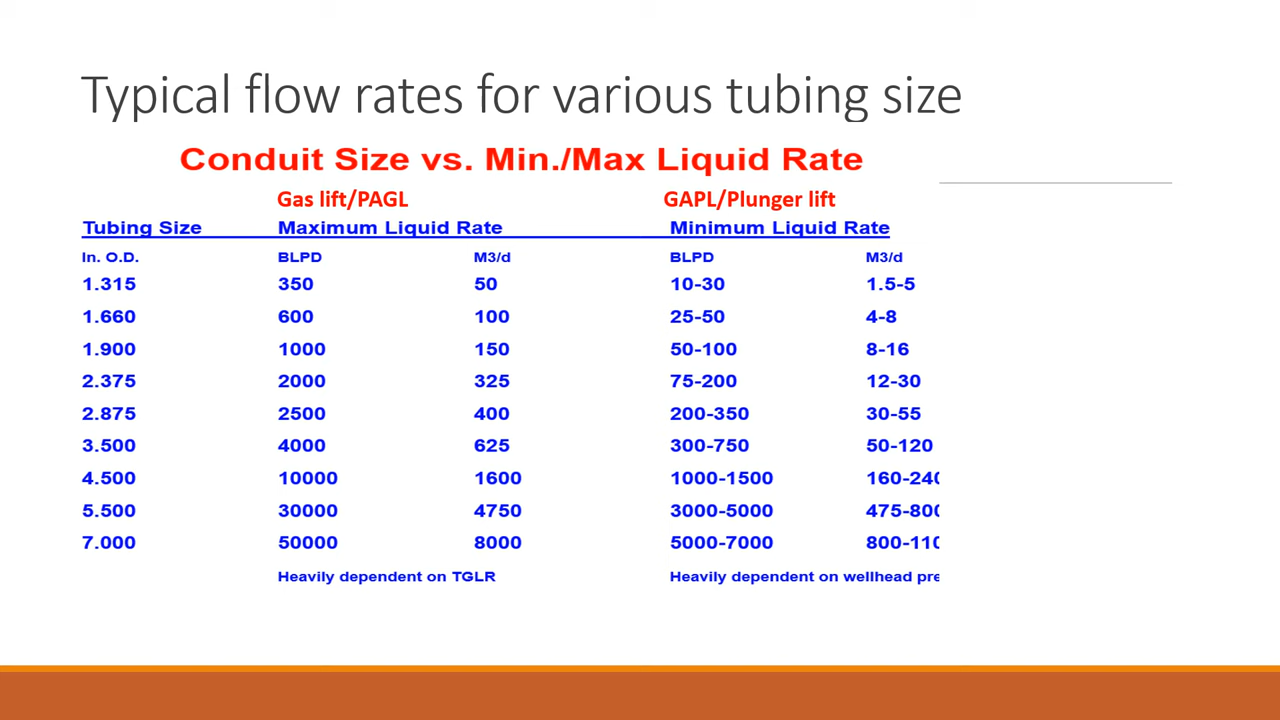 Typical flow rates for various tubing size
Conduit Size vs. Min./Max Liquid Rate
Gas lift/PAGL GAPL/Plunger lift
Tubing Size Maximum Liquid Rate Minimum Liquid Rate
In. O.D. BLPD M3/d BLPD M3/d
1.315 350 50 10-30 1.5-5
1.660 600 100 25-50 4-8
1.900 1000 150 50-100 8-16
2.375 2000 325 75-200 12-30
2.875 2500 400 200-350 30-55
3.500 4000 625 300-750 50-120
4.500 10000 1600 1000-1500 160-240
5.500 30000 4750 3000-5000 475-800
7.000 50000 8000 5000-7000
Heavily dependent on TGLR Heavily dependent on wellhead